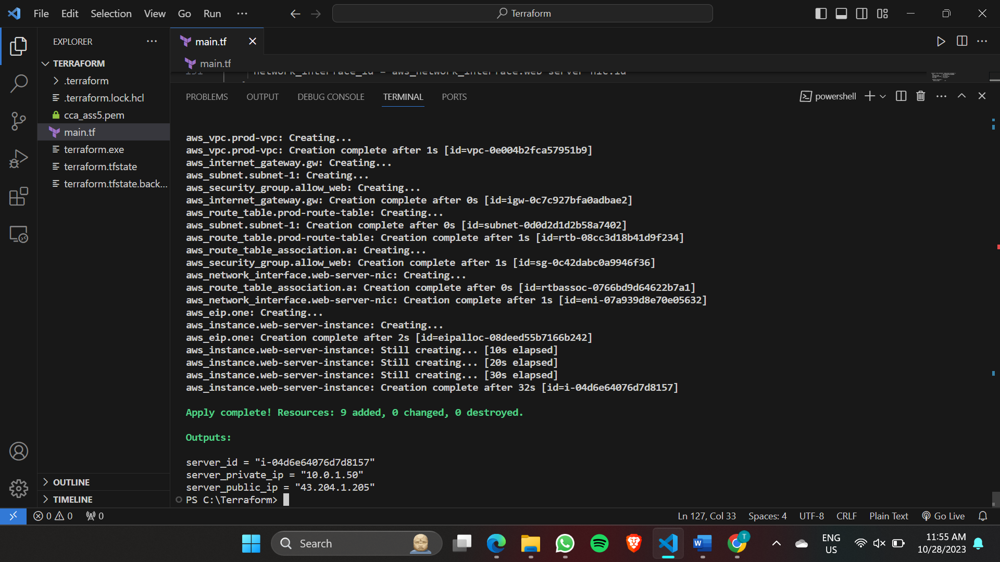 File Edit Selection View Go Run ···
Terraform
EXPLORER ···
TERRAFORM
.terraform
.terraform.lock.hcl
cca_ass5.pem
main.tf
terraform.exe
terraform.tfstate
terraform.tfstate.back...
OUTLINE
TIMELINE
main.tf
main.tf
network_interface_id = aws_network_interface.web-server-nic.id
PROBLEMS OUTPUT DEBUG CONSOLE TERMINAL PORTS
powershell
aws_vpc.prod-vpc: Creating...
aws_vpc.prod-vpc: Creation complete after 1s [id=vpc-0e004b2fca57951b9]
aws_internet_gateway.gw: Creating...
aws_subnet.subnet-1: Creating...
aws_security_group.allow_web: Creating...
aws_internet_gateway.gw: Creation complete after 0s [id=igw-0c7c927bfa0adbae2]
aws_route_table.prod-route-table: Creating...
aws_subnet.subnet-1: Creation complete after 0s [id=subnet-0d0d2d1d2b58a7402]
aws_route_table.prod-route-table: Creation complete after 1s [id=rtb-08cc3d18b41d9f234]
aws_route_table_association.a: Creating...
aws_security_group.allow_web: Creation complete after 1s [id=sg-0c42dabc0a9946f36]
aws_network_interface.web-server-nic: Creating...
aws_route_table_association.a: Creation complete after 0s [id=rtbassoc-0766bd9d64622b7a1]
aws_network_interface.web-server-nic: Creation complete after 1s [id=eni-07a939d8e70e05632]
aws_eip.one: Creating...
aws_instance.web-server-instance: Creating...
aws_eip.one: Creation complete after 2s [id=eipalloc-08deed55b7166b242]
aws_instance.web-server-instance: Still creating... [10s elapsed]
aws_instance.web-server-instance: Still creating... [20s elapsed]
aws_instance.web-server-instance: Still creating... [30s elapsed]
aws_instance.web-server-instance: Creation complete after 32s [id=i-04d6e64076d7d8157]
Apply complete! Resources: 9 added, 0 changed, 0 destroyed.
Outputs:
server_id = "i-04d6e64076d7d8157"
server_private_ip = "10.0.1.50"
server_public_ip = "43.204.1.205"
PS C:\Terraform>
0 0 0
Ln 127, Col 33 Spaces: 4 UTF-8 CRLF Plain Text Go Live
Search
W
T
ENG
US
11:55 AM
10/28/2023